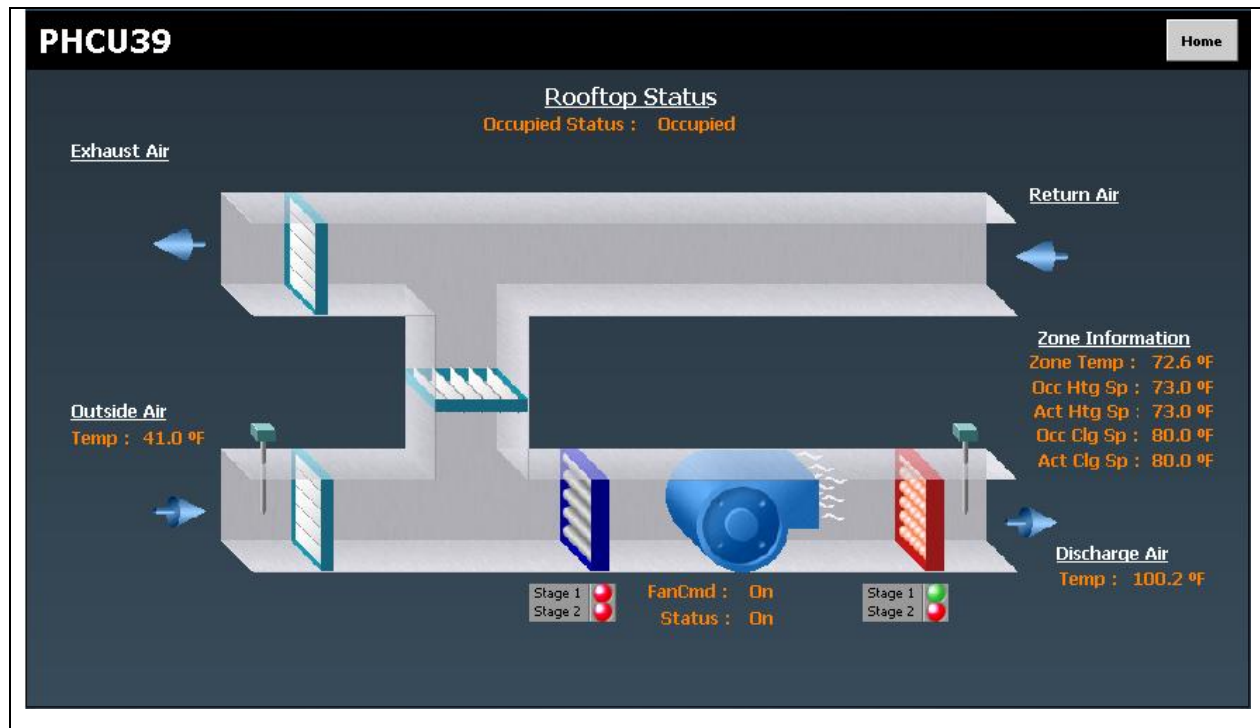 PHCU39
Home
Rooftop Status
Occupied Status : Occupied
Exhaust Air
Return Air
Zone Information
Zone Temp : 72.6 ºF
Occ Htg Sp : 73.0 ºF
Act Htg Sp : 73.0 ºF
Occ Clg Sp : 80.0 ºF
Act Clg Sp : 80.0 ºF
Outside Air
Temp : 41.0 ºF
Discharge Air
Temp : 100.2 ºF
Stage 1
Stage 2
FanCmd : On
Status : On
Stage 1
Stage 2